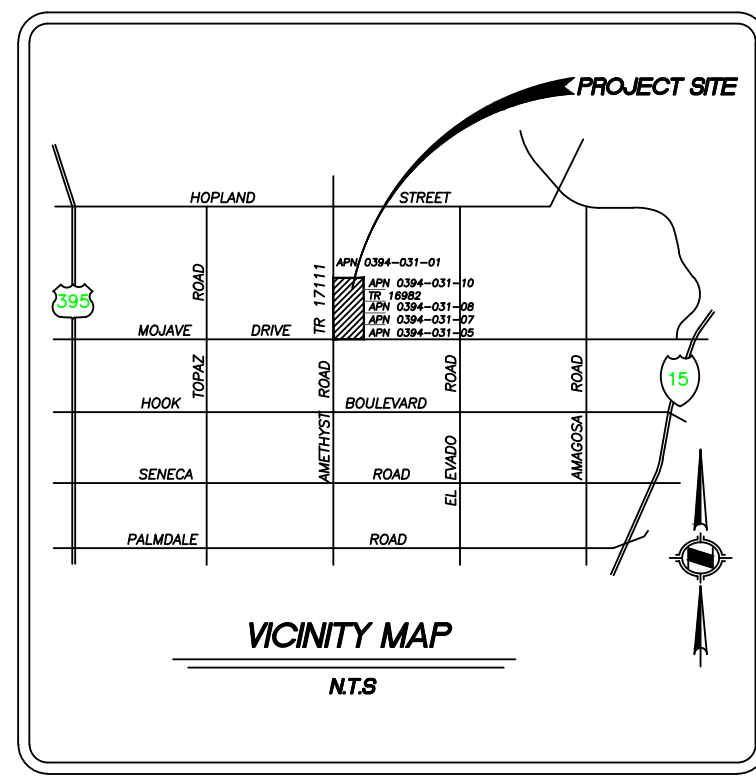 PROJECT SITE
HOPLAND STREET
APN 0394-031-01
TR 17111
APN 0394-031-10
TR 16982
APN 0394-031-08
APN 0394-031-07
APN 0394-031-05
395
MOJAVE DRIVE
TOPAZ ROAD
AMETHYST ROAD
EL EVADO ROAD
AMAGOSA ROAD
15
HOOK BOULEVARD
SENECA ROAD
PALMDALE ROAD
VICINITY MAP
N.T.S